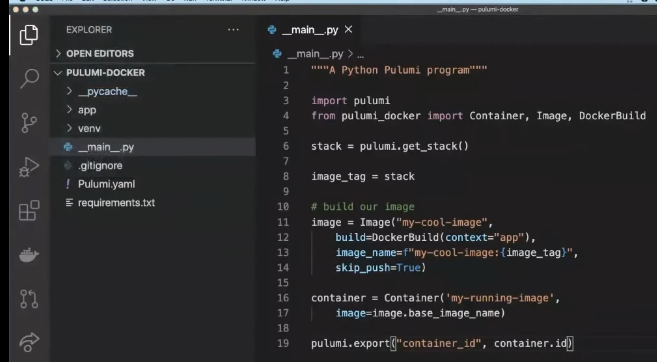 __main__.py — pulumi-docker
EXPLORER
OPEN EDITORS
PULUMI-DOCKER
__pycache__
app
venv
__main__.py
.gitignore
Pulumi.yaml
requirements.txt
__main__.py
__main__.py > ...
1 """A Python Pulumi program"""
2
3 import pulumi
4 from pulumi_docker import Container, Image, DockerBuild
5
6 stack = pulumi.get_stack()
7
8 image_tag = stack
9
10 # build our image
11 image = Image("my-cool-image",
12 build=DockerBuild(context="app"),
13 image_name=f"my-cool-image:{image_tag}",
14 skip_push=True)
15
16 container = Container('my-running-image',
17 image=image.base_image_name)
18
19 pulumi.export("container_id", container.id)